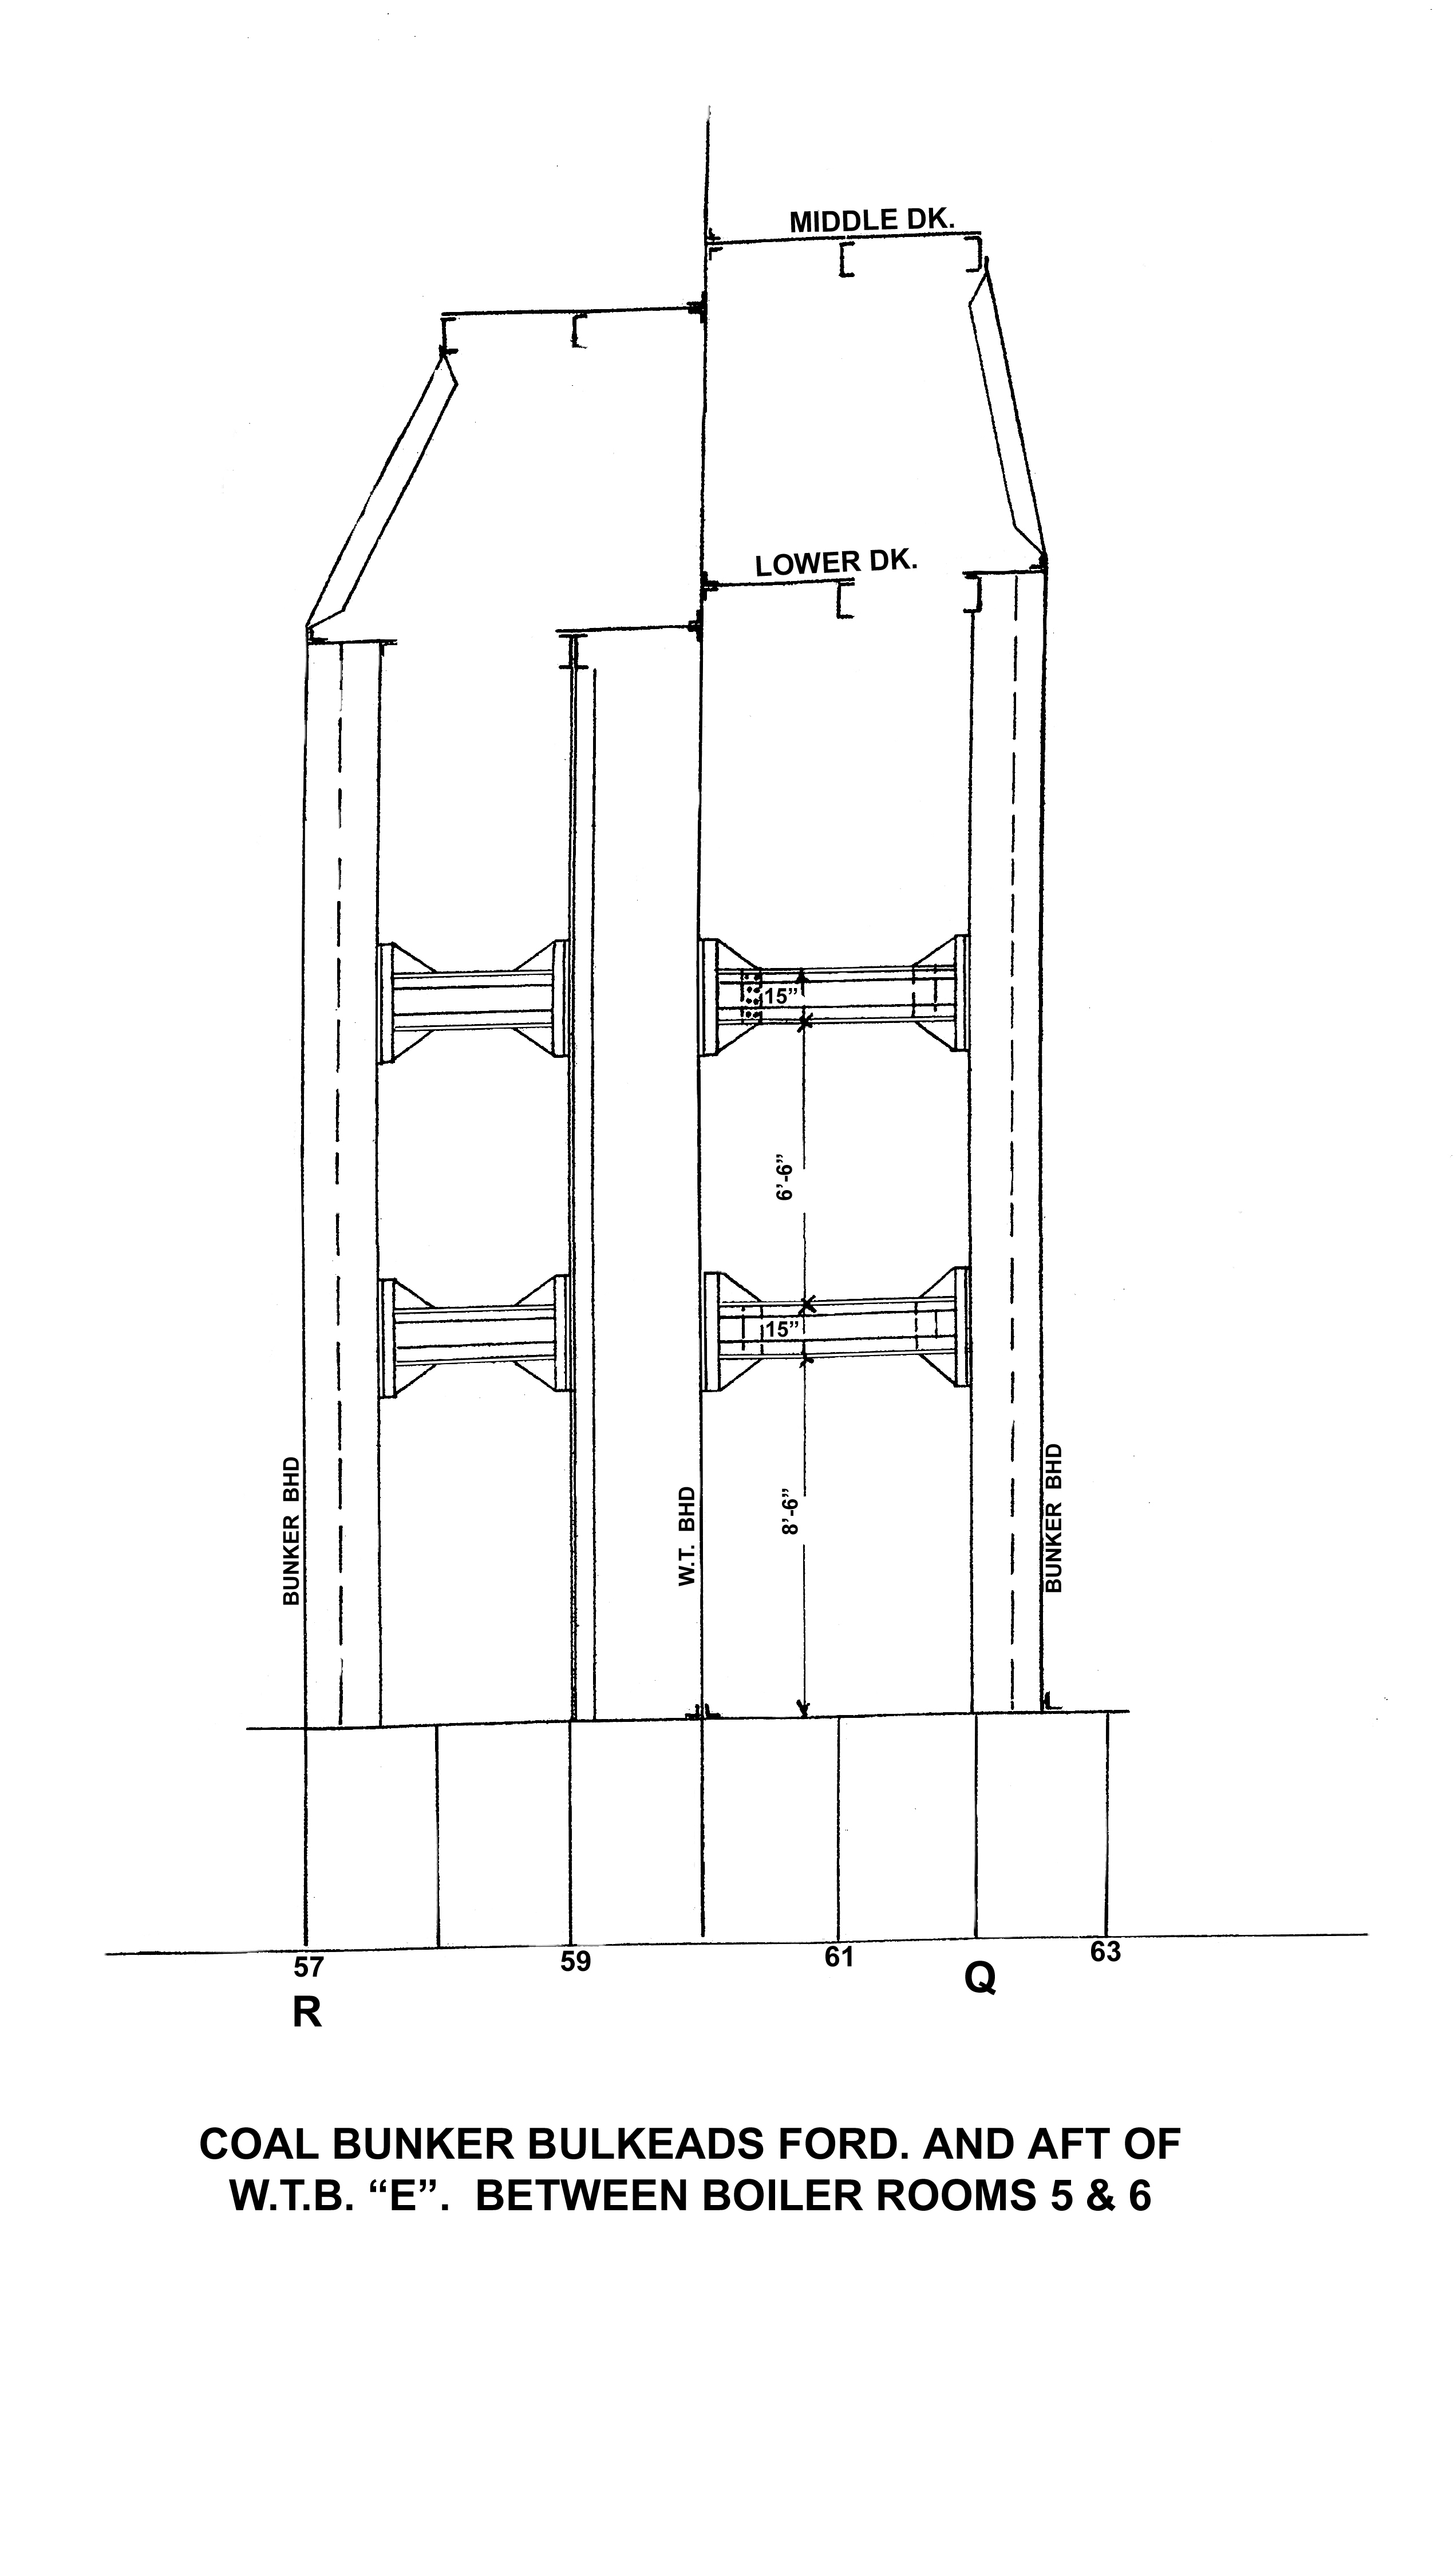 MIDDLE DK.
LOWER DK.
15”
6’-6”
15”
8’-6”
BUNKER BHD
W.T. BHD
BUNKER BHD
57
59
61
63
R
Q
COAL BUNKER BULKEADS FORD. AND AFT OF
W.T.B. “E”. BETWEEN BOILER ROOMS 5 & 6